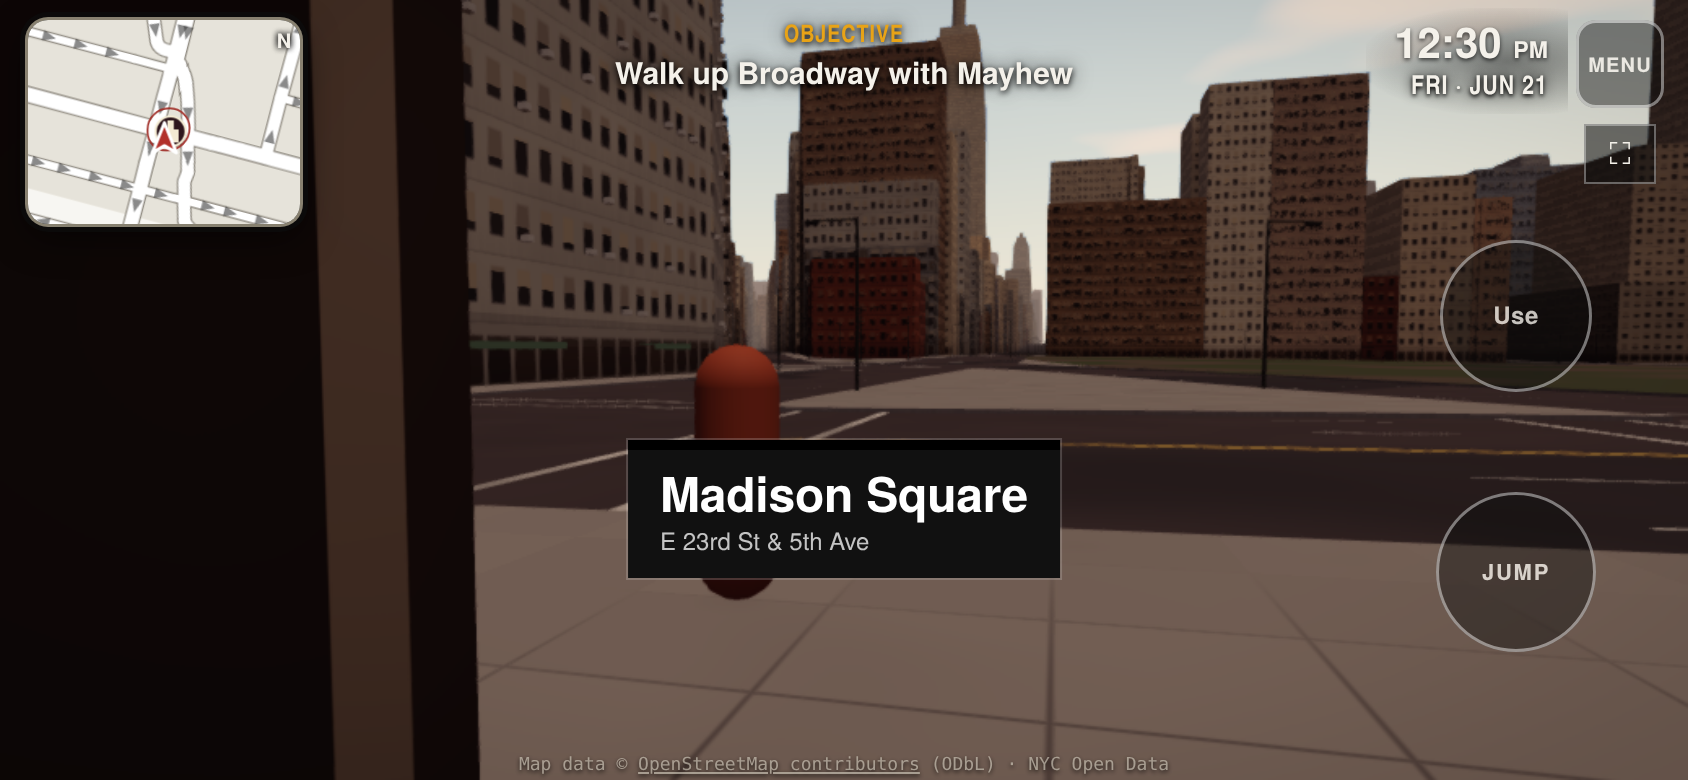 N
OBJECTIVE
Walk up Broadway with Mayhew
12:30 PM
FRI · JUN 21
MENU
Use
Madison Square
E 23rd St & 5th Ave
JUMP
Map data © OpenStreetMap contributors (ODbL) · NYC Open Data